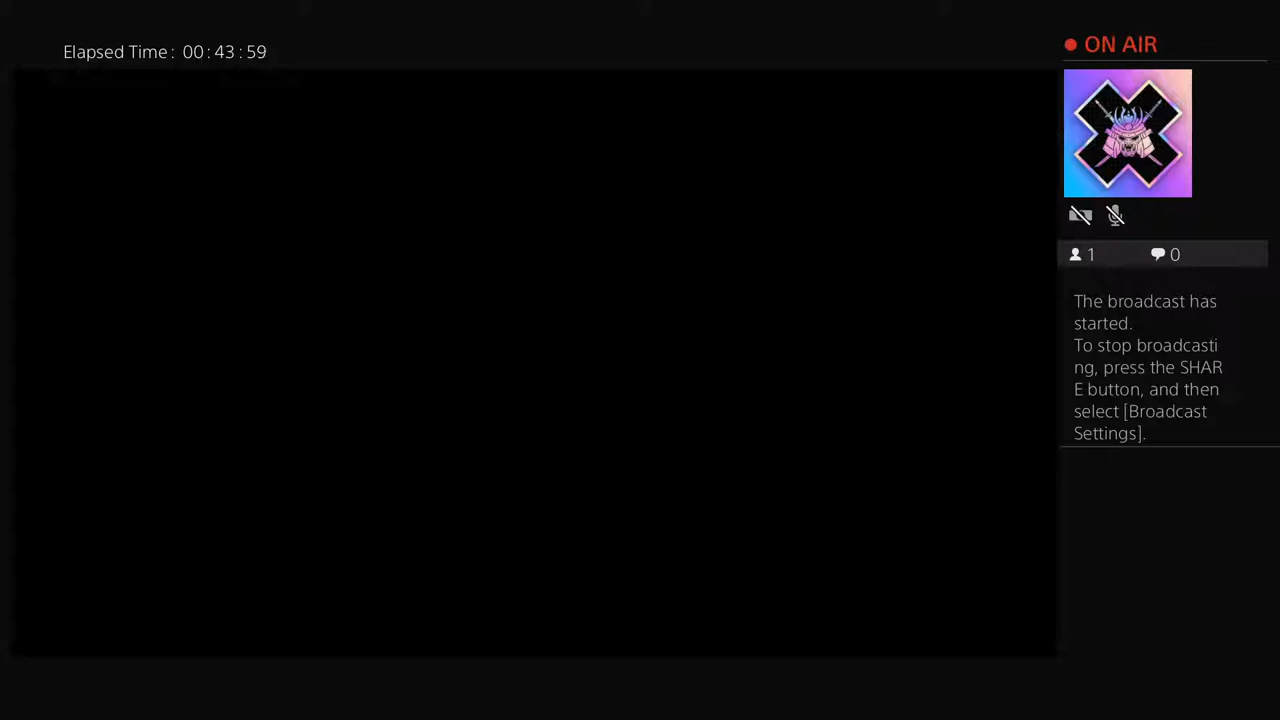 Elapsed Time: 00:43:59
ON AIR
1 0
The broadcast has
started.
To stop broadcasti
ng, press the SHAR
E button, and then
select [Broadcast
Settings].